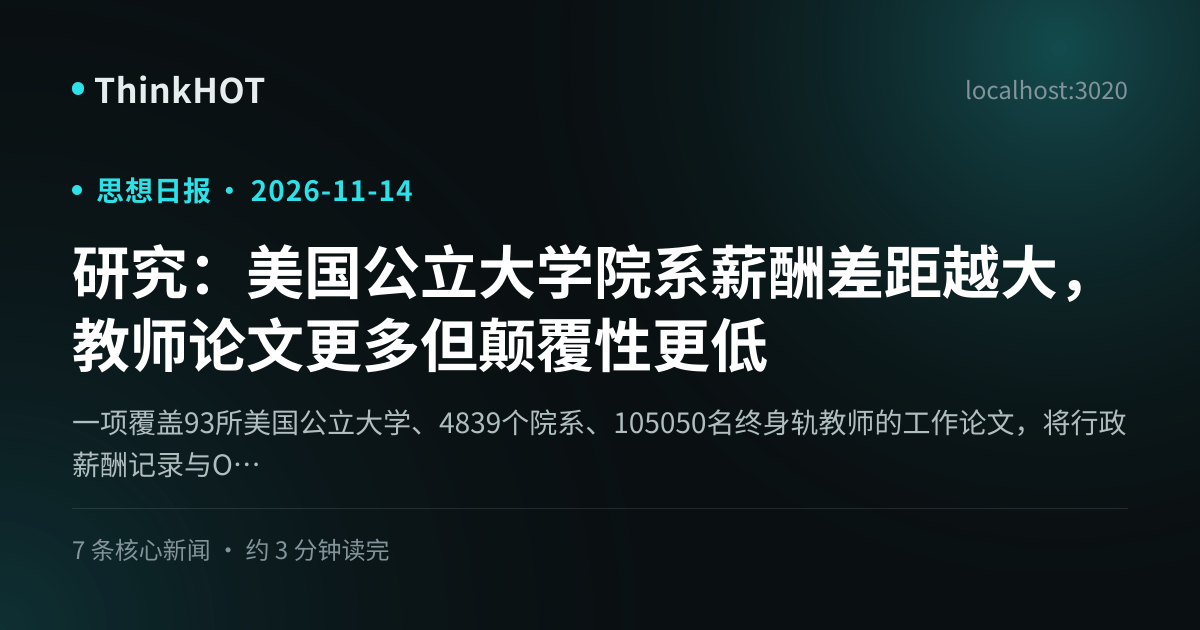 ThinkHOT
localhost:3020
思想日报 · 2026-11-14
研究：美国公立大学院系薪酬差距越大，
教师论文更多但颠覆性更低
一项覆盖93所美国公立大学、4839个院系、105050名终身轨教师的工作论文，将行政
薪酬记录与O…
7 条核心新闻 · 约 3 分钟读完